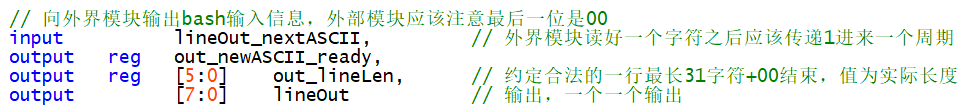 // 向外界模块输出bash输入信息，外部模块应该注意最后一位是00
input lineOut_nextASCII, // 外界模块读好一个字符之后应该传递1进来一个周期
output reg out_newASCII_ready,
output reg [5:0] out_lineLen, // 约定合法的一行最长31字符+00结束，值为实际长度
output [7:0] lineOut // 输出，一个一个输出